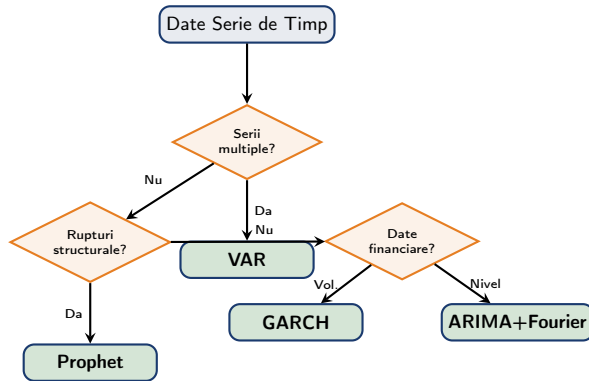 Date Serie de Timp
Serii
multiple?
Nu
Da
Rupturi
structurale?
Nu
Date
financiare?
VAR
Vol.
Nivel
Da
GARCH
ARIMA+Fourier
Prophet